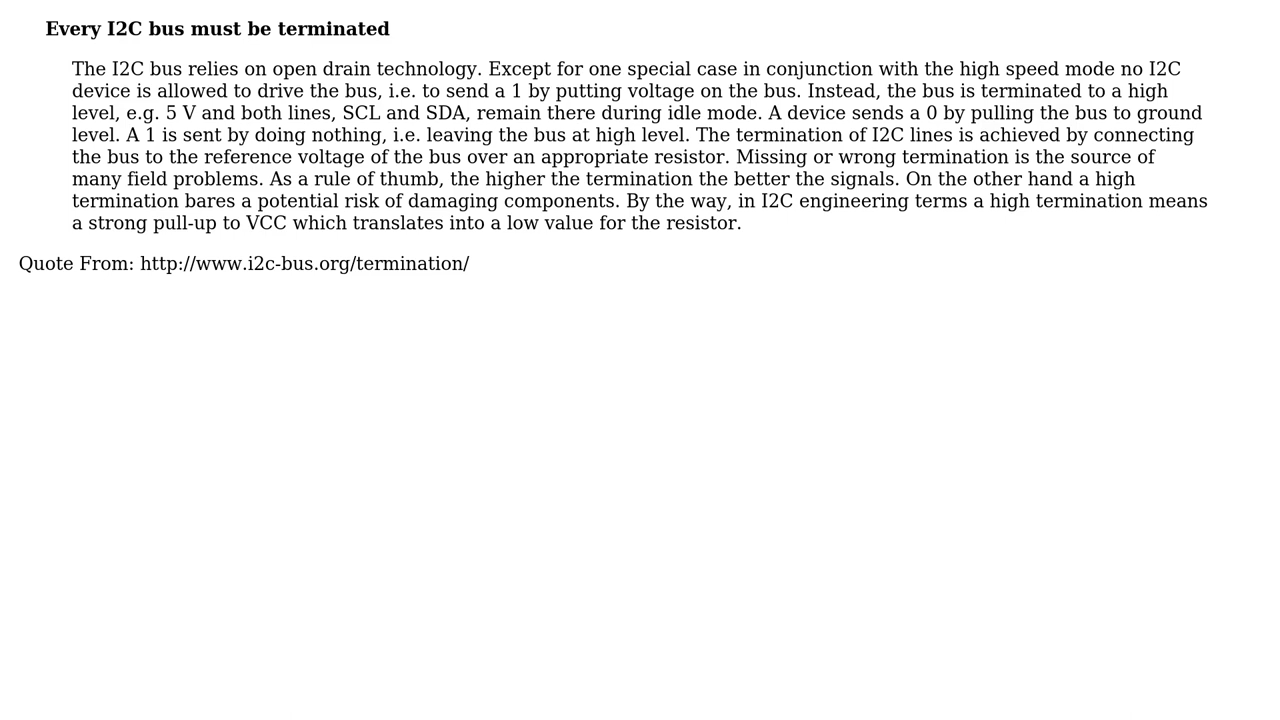 Every I2C bus must be terminated
The I2C bus relies on open drain technology. Except for one special case in conjunction with the high speed mode no I2C
device is allowed to drive the bus, i.e. to send a 1 by putting voltage on the bus. Instead, the bus is terminated to a high
level, e.g. 5 V and both lines, SCL and SDA, remain there during idle mode. A device sends a 0 by pulling the bus to ground
level. A 1 is sent by doing nothing, i.e. leaving the bus at high level. The termination of I2C lines is achieved by connecting
the bus to the reference voltage of the bus over an appropriate resistor. Missing or wrong termination is the source of
many field problems. As a rule of thumb, the higher the termination the better the signals. On the other hand a high
termination bares a potential risk of damaging components. By the way, in I2C engineering terms a high termination means
a strong pull-up to VCC which translates into a low value for the resistor.
Quote From: http://www.i2c-bus.org/termination/